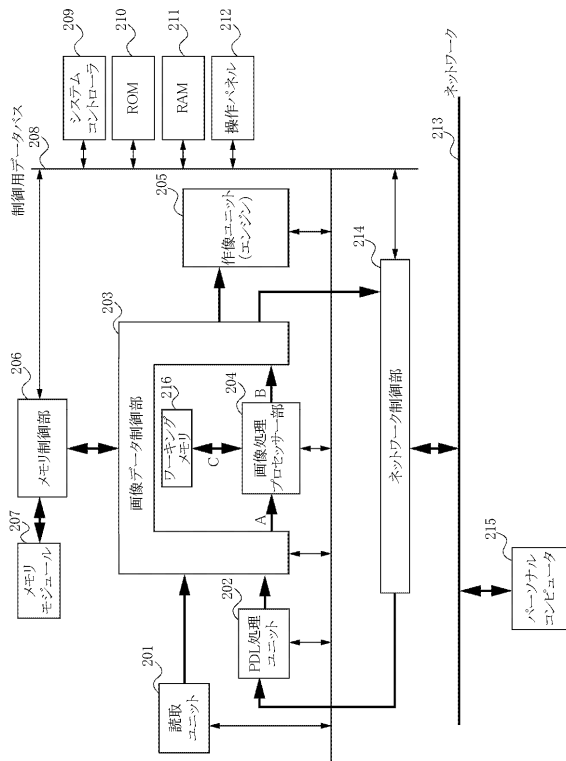 制御用データバス
208
システム
コントローラ
209
ROM
210
RAM
211
操作パネル
212
メモリ
モジュール
207
メモリ制御部
206
画像データ制御部
203
作像ユニット
(エンジン)
205
ワーキング
メモリ
216
C
画像処理
プロセッサー部
204
A
B
読取
ユニット
201
PDL処理
ユニット
202
ネットワーク制御部
214
ネットワーク
213
パーソナル
コンピュータ
215